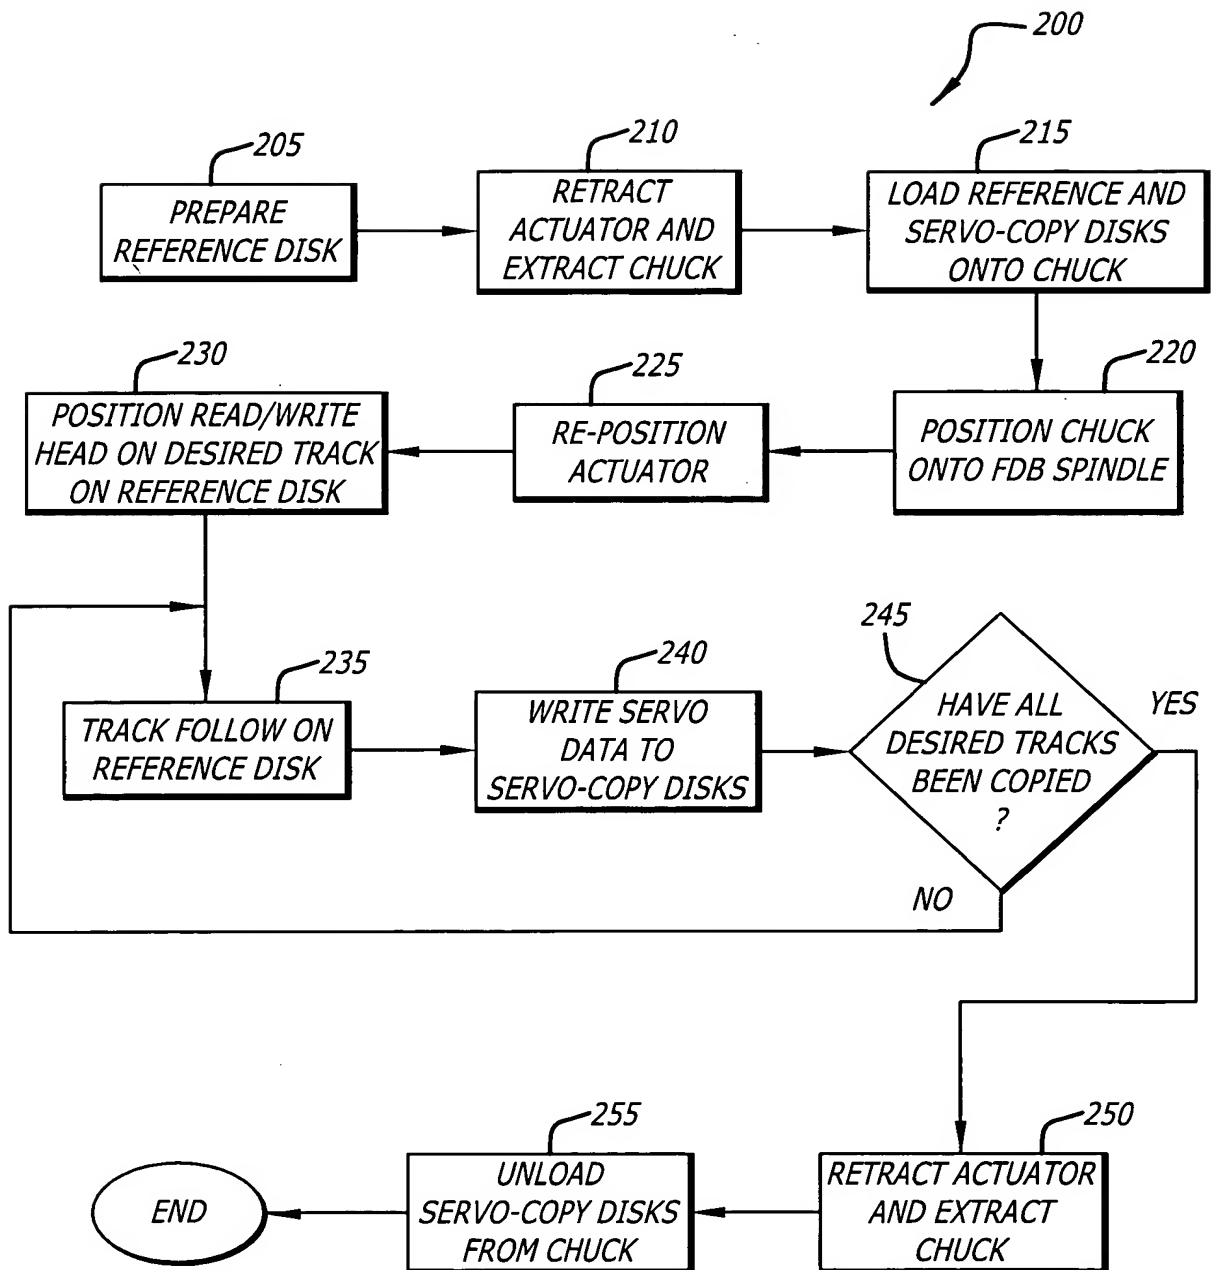 200
205
PREPARE
REFERENCE DISK
210
RETRACT
ACTUATOR AND
EXTRACT CHUCK
215
LOAD REFERENCE AND
SERVO-COPY DISKS
ONTO CHUCK
220
POSITION CHUCK
ONTO FDB SPINDLE
225
RE-POSITION
ACTUATOR
230
POSITION READ/WRITE
HEAD ON DESIRED TRACK
ON REFERENCE DISK
235
TRACK FOLLOW ON
REFERENCE DISK
240
WRITE SERVO
DATA TO
SERVO-COPY DISKS
245
HAVE ALL
DESIRED TRACKS
BEEN COPIED
?
YES
NO
250
RETRACT ACTUATOR
AND EXTRACT
CHUCK
255
UNLOAD
SERVO-COPY DISKS
FROM CHUCK
END